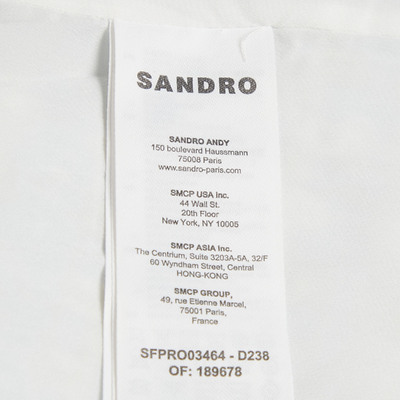 SANDRO
SANDRO ANDY
150 boulevard Haussmann
75008 Paris
www.sandro-paris.com
SMCP USA Inc.
44 Wall St.
20th Floor
New York, NY 10005
SMCP ASIA Inc.
The Centrium, Suite 3203A-5A, 32/F
60 Wyndham Street, Central
HONG-KONG
SMCP GROUP,
49, rue Etienne Marcel,
75001 Paris,
France
SFPRO03464 - D238
OF: 189678